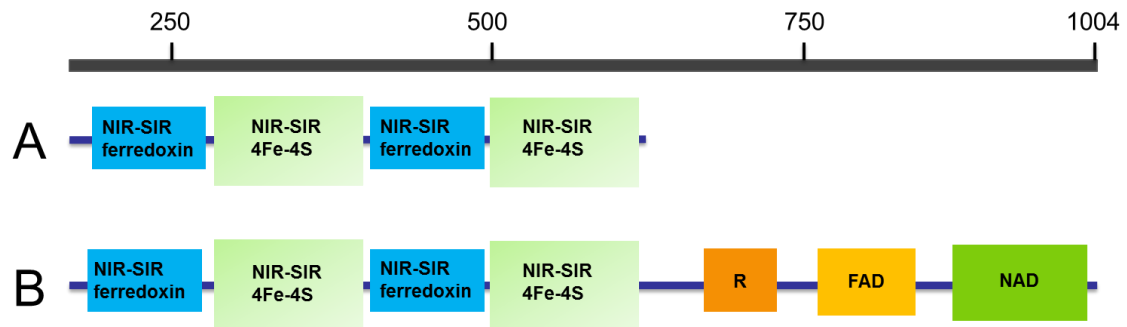 250 500 750 1004
A
NIR-SIR
ferredoxin
NIR-SIR
4Fe-4S
NIR-SIR
ferredoxin
NIR-SIR
4Fe-4S
B
NIR-SIR
ferredoxin
NIR-SIR
4Fe-4S
NIR-SIR
ferredoxin
NIR-SIR
4Fe-4S
R
FAD
NAD